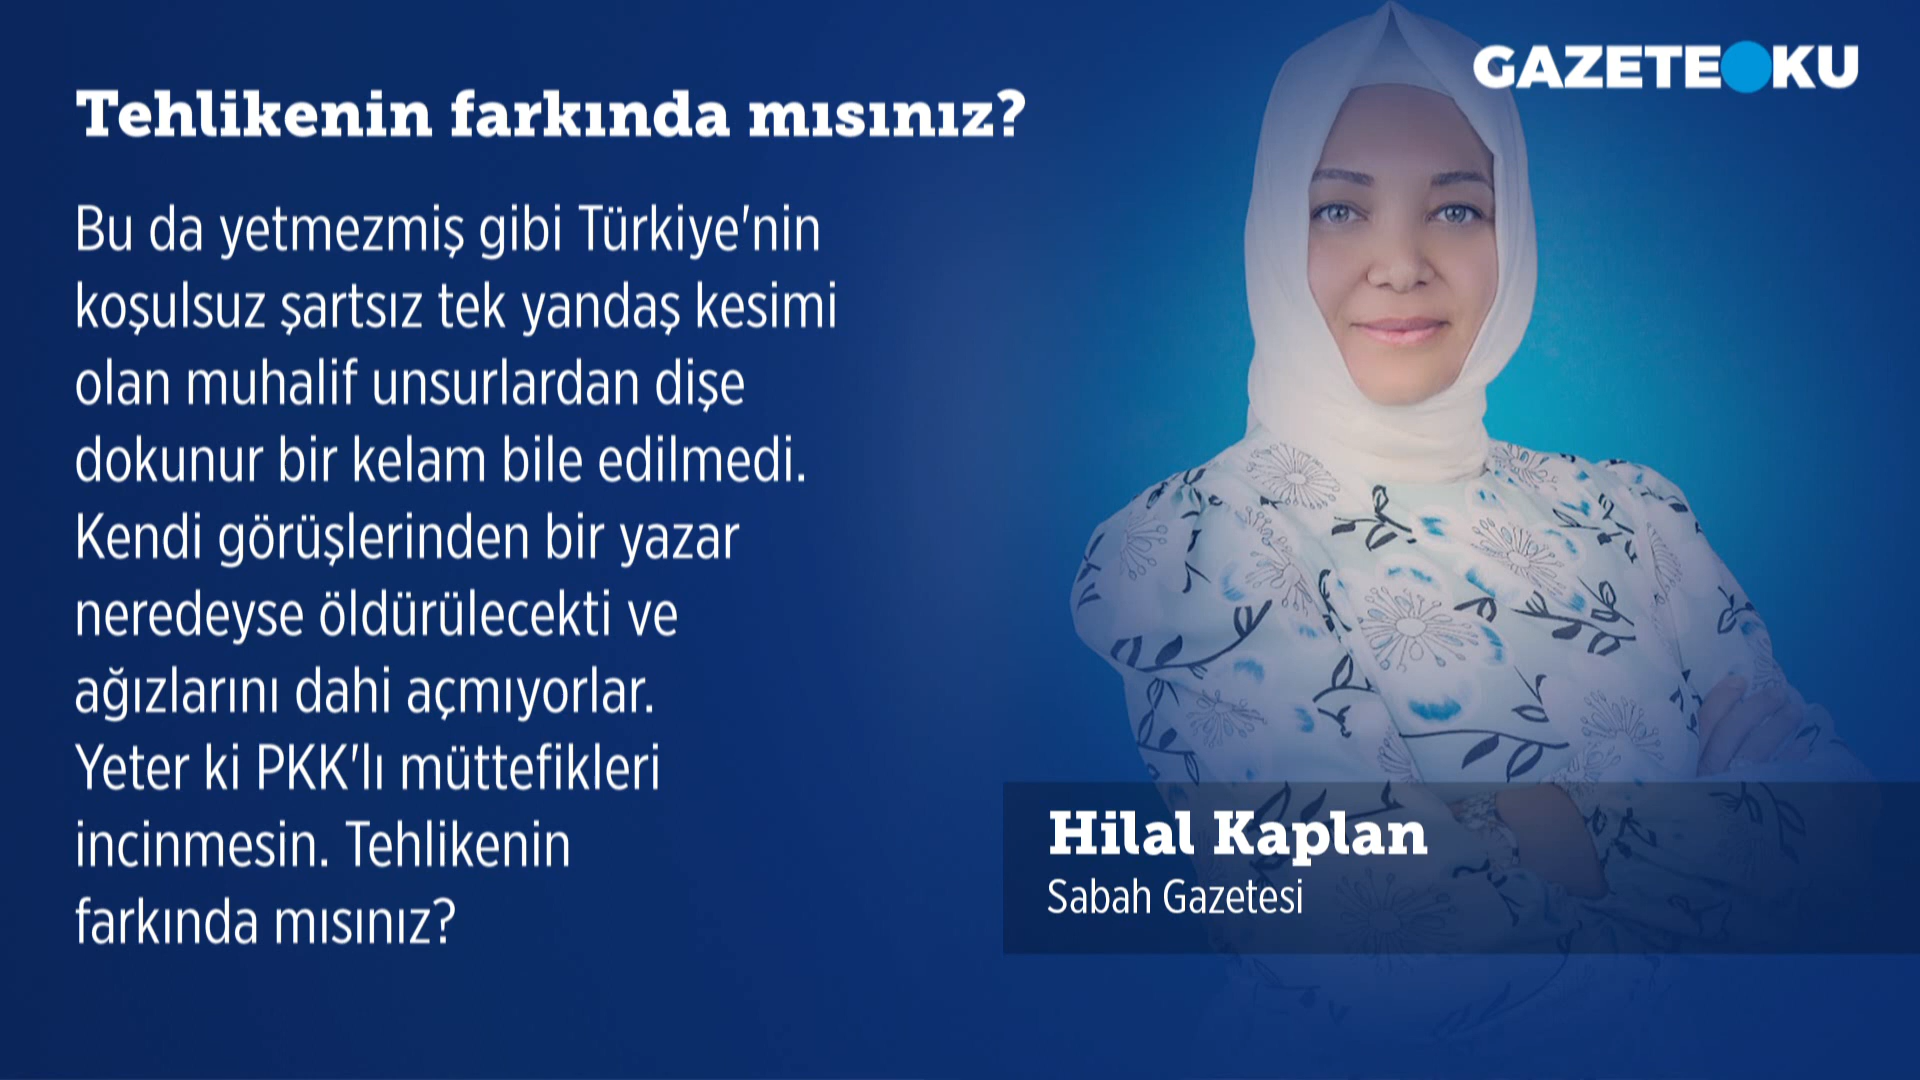 GAZETE KU
Tehlikenin farkında mısınız?
Bu da yetmezmiş gibi Türkiye'nin
koşulsuz şartsız tek yandaş kesimi
olan muhalif unsurlardan dişe
dokunur bir kelam bile edilmedi.
Kendi görüşlerinden bir yazar
neredeyse öldürülecekti ve
ağızlarını dahi açmıyorlar.
Yeter ki PKK'lı müttefikleri
incinmesin. Tehlikenin
farkında mısınız?
Hilal Kaplan
Sabah Gazetesi